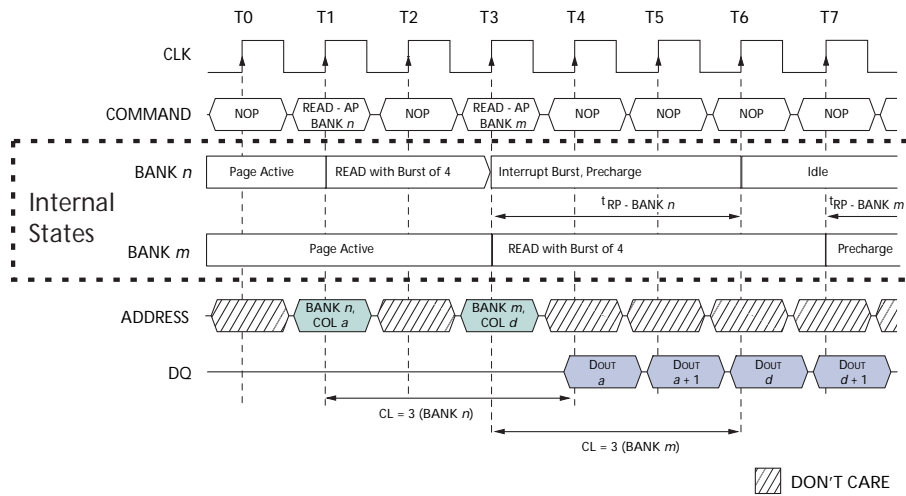 T0 T1 T2 T3 T4 T5 T6 T7
CLK
COMMAND NOP READ - AP BANK n NOP READ - AP BANK m NOP NOP NOP NOP
Internal States
BANK n Page Active READ with Burst of 4 Interrupt Burst, Precharge Idle
tRP - BANK n tRP - BANK m
BANK m Page Active READ with Burst of 4 Precharge
ADDRESS BANK n, COL a BANK m, COL d
DQ DOUT a DOUT a + 1 DOUT d DOUT d + 1
CL = 3 (BANK n)
CL = 3 (BANK m)
DON'T CARE